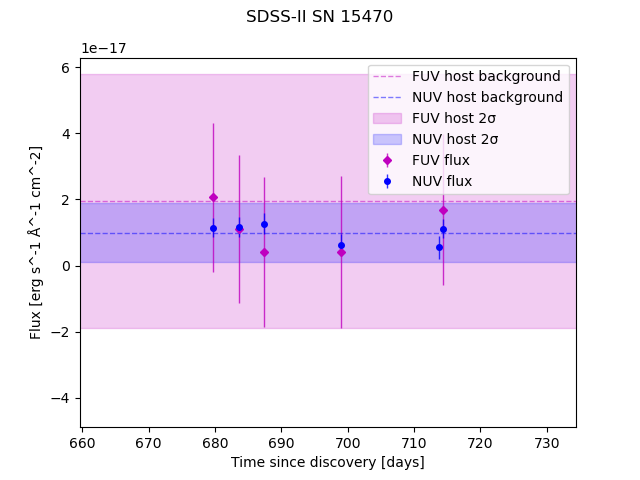 SDSS-II SN 15470
1e−17
FUV host background
NUV host background
FUV host 2σ
NUV host 2σ
FUV flux
NUV flux
6
4
2
0
−2
−4
Flux [erg s^-1 Å^-1 cm^-2]
660 670 680 690 700 710 720 730
Time since discovery [days]